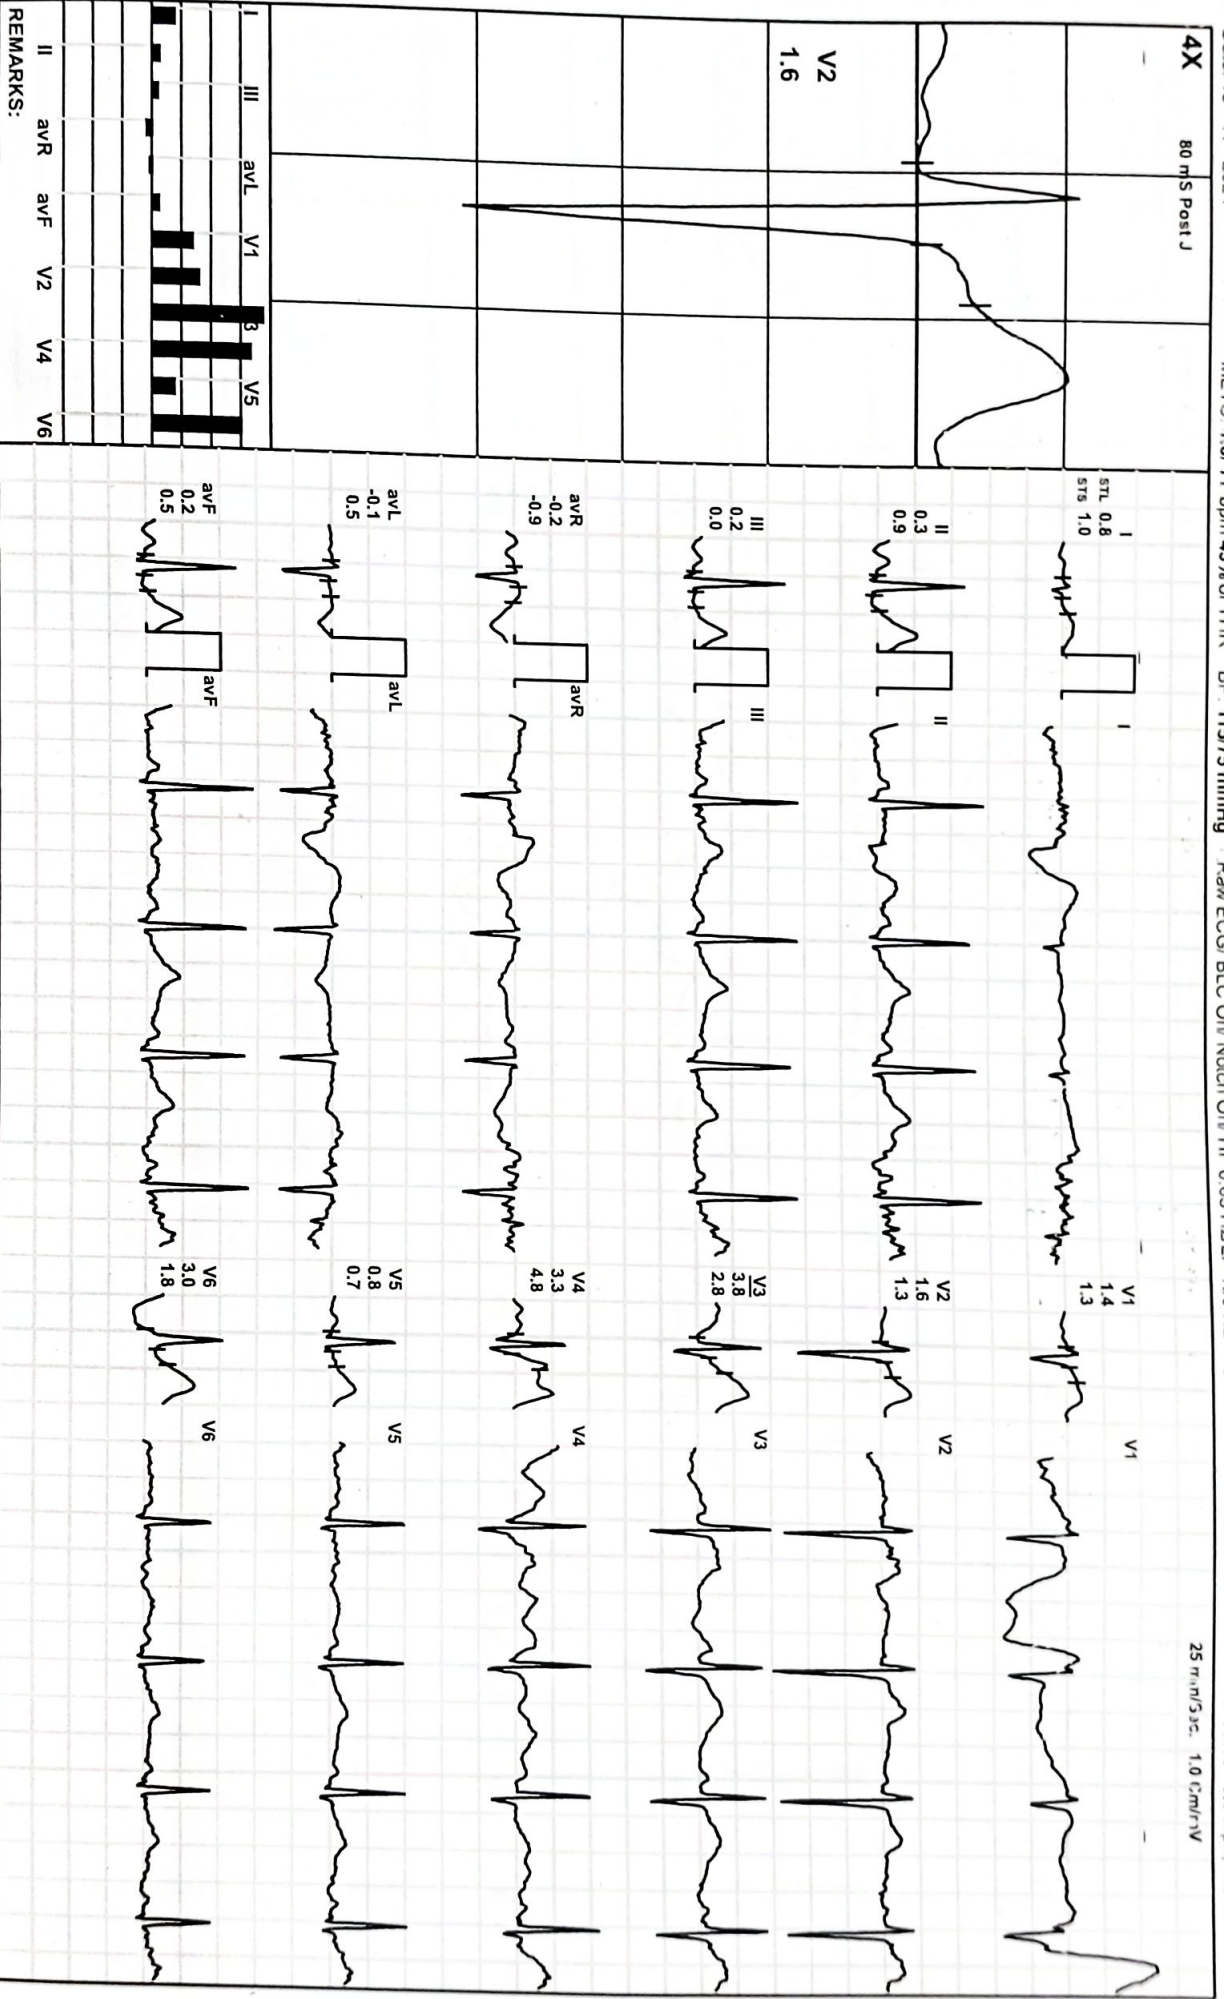 4X
80 mS Post J
25 mm/Sec. 1.0 Cm/mV
V2
1.6
I
STL 0.8
STS 1.0
I
V1
1.4
1.3
V1
II
0.3
0.9
II
V2
1.6
1.3
V2
III
0.2
0.0
III
V3
3.8
2.8
V3
avR
-0.2
-0.9
avR
V4
3.3
4.8
V4
avL
-0.1
0.5
avL
V5
0.8
0.7
V5
avF
0.2
0.5
avF
V6
3.0
1.8
V6
I III avL V1 3 V5
II avR avF V2 V4 V6
REMARKS: